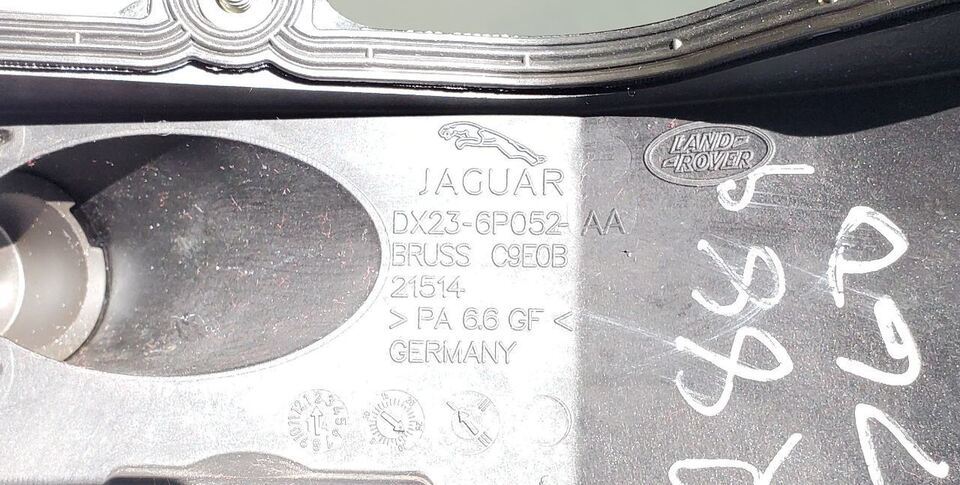 JAGUAR
LAND-
-ROVER
DX23-6P052-AA
BRUSS C9E0B
21514
> PA 6.6 GF <
GERMANY